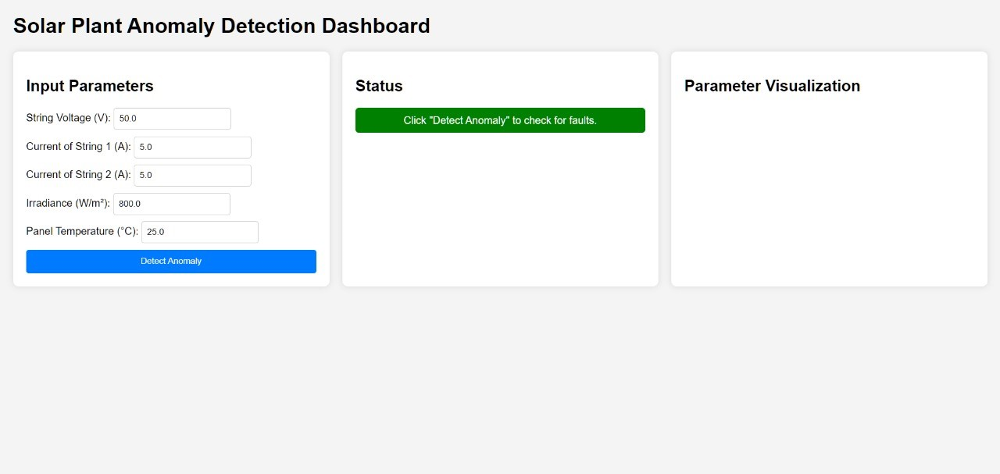 Solar Plant Anomaly Detection Dashboard
Input Parameters
String Voltage (V): 50.0
Current of String 1 (A): 5.0
Current of String 2 (A): 5.0
Irradiance (W/m²): 800.0
Panel Temperature (°C): 25.0
Detect Anomaly
Status
Click "Detect Anomaly" to check for faults.
Parameter Visualization